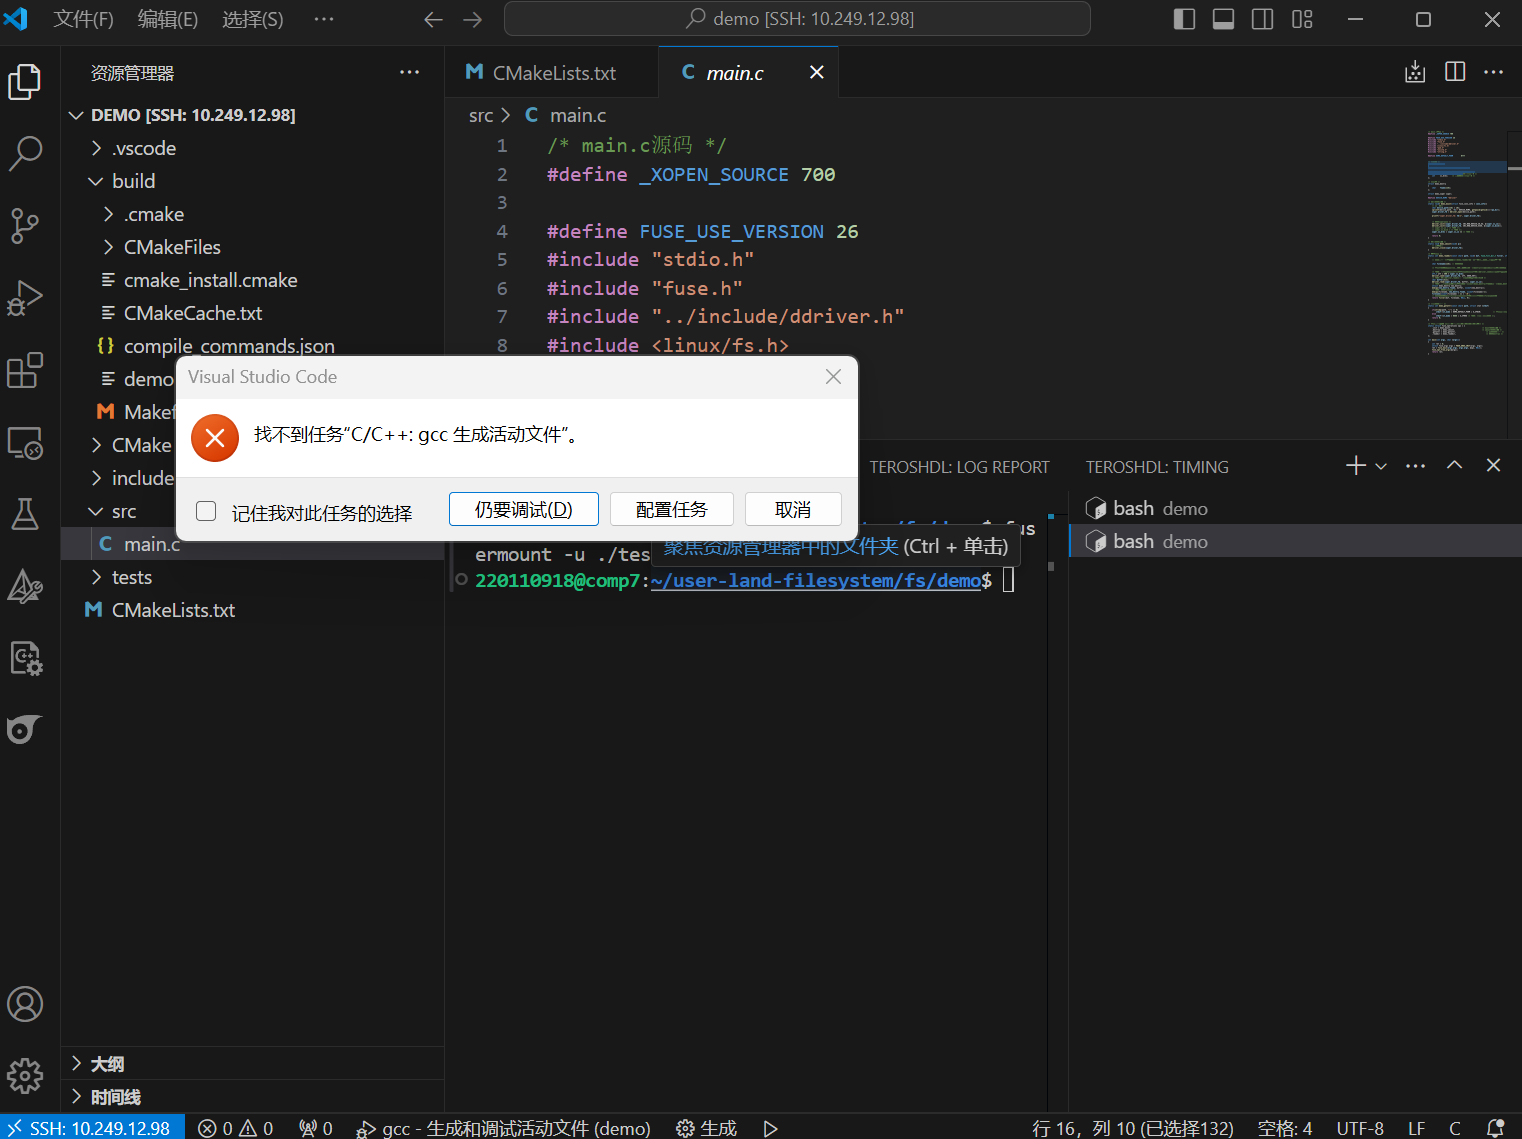 文件(F) 编辑(E) 选择(S) ··· demo [SSH: 10.249.12.98]
资源管理器
CMakeLists.txt
main.c
DEMO [SSH: 10.249.12.98]
.vscode
build
.cmake
CMakeFiles
cmake_install.cmake
CMakeCache.txt
compile_commands.json
demo
Makef
CMake
include
src
main.c
tests
CMakeLists.txt
大纲
时间线
src > C main.c
1 /* main.c源码 */
2 #define _XOPEN_SOURCE 700
3
4 #define FUSE_USE_VERSION 26
5 #include "stdio.h"
6 #include "fuse.h"
7 #include "../include/ddriver.h"
8 #include <linux/fs.h>
Visual Studio Code
找不到任务“C/C++: gcc 生成活动文件”。
记住我对此任务的选择
仍要调试(D)
配置任务
取消
TEROSHDL: LOG REPORT
TEROSHDL: TIMING
$ fus
ermount -u ./tes
聚焦资源管理器中的文件夹 (Ctrl + 单击)
220110918@comp7:~/user-land-filesystem/fs/demo$
bash demo
bash demo
SSH: 10.249.12.98
0 0
0
gcc - 生成和调试活动文件 (demo)
生成
行 16，列 10 (已选择132)
空格: 4
UTF-8
LF
C